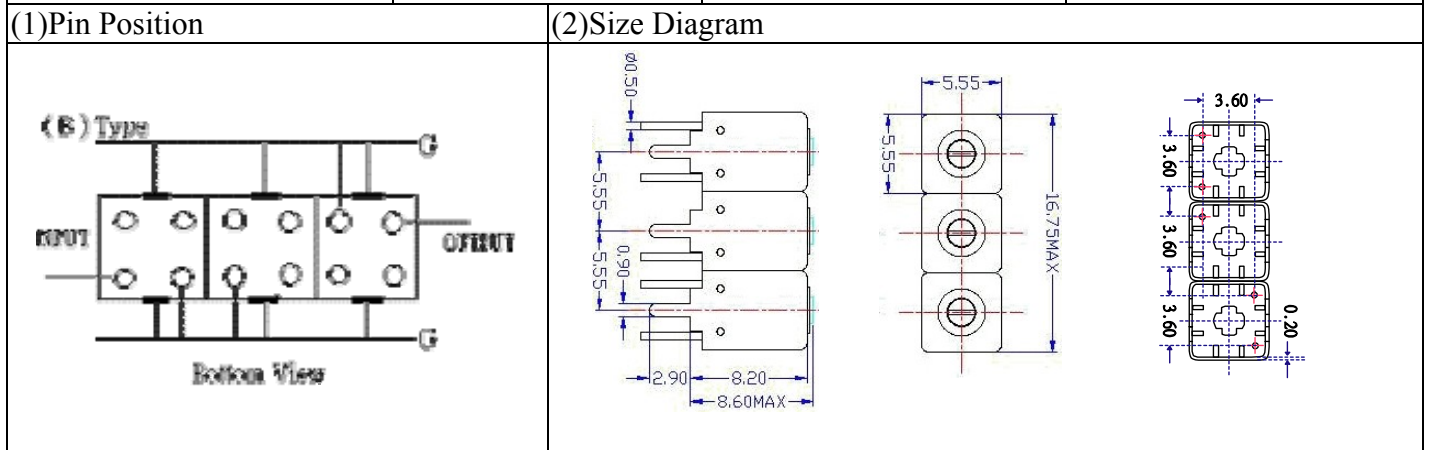 (1)Pin Position
(2)Size Diagram
(B) Type
G
INPUT
OUTPUT
G
Bottom View
Ø0.50
5.55
5.55
0.90
2.90
8.20
8.60MAX
5.55
5.55
16.75MAX
3.60
3.60
3.60
3.60
0.20